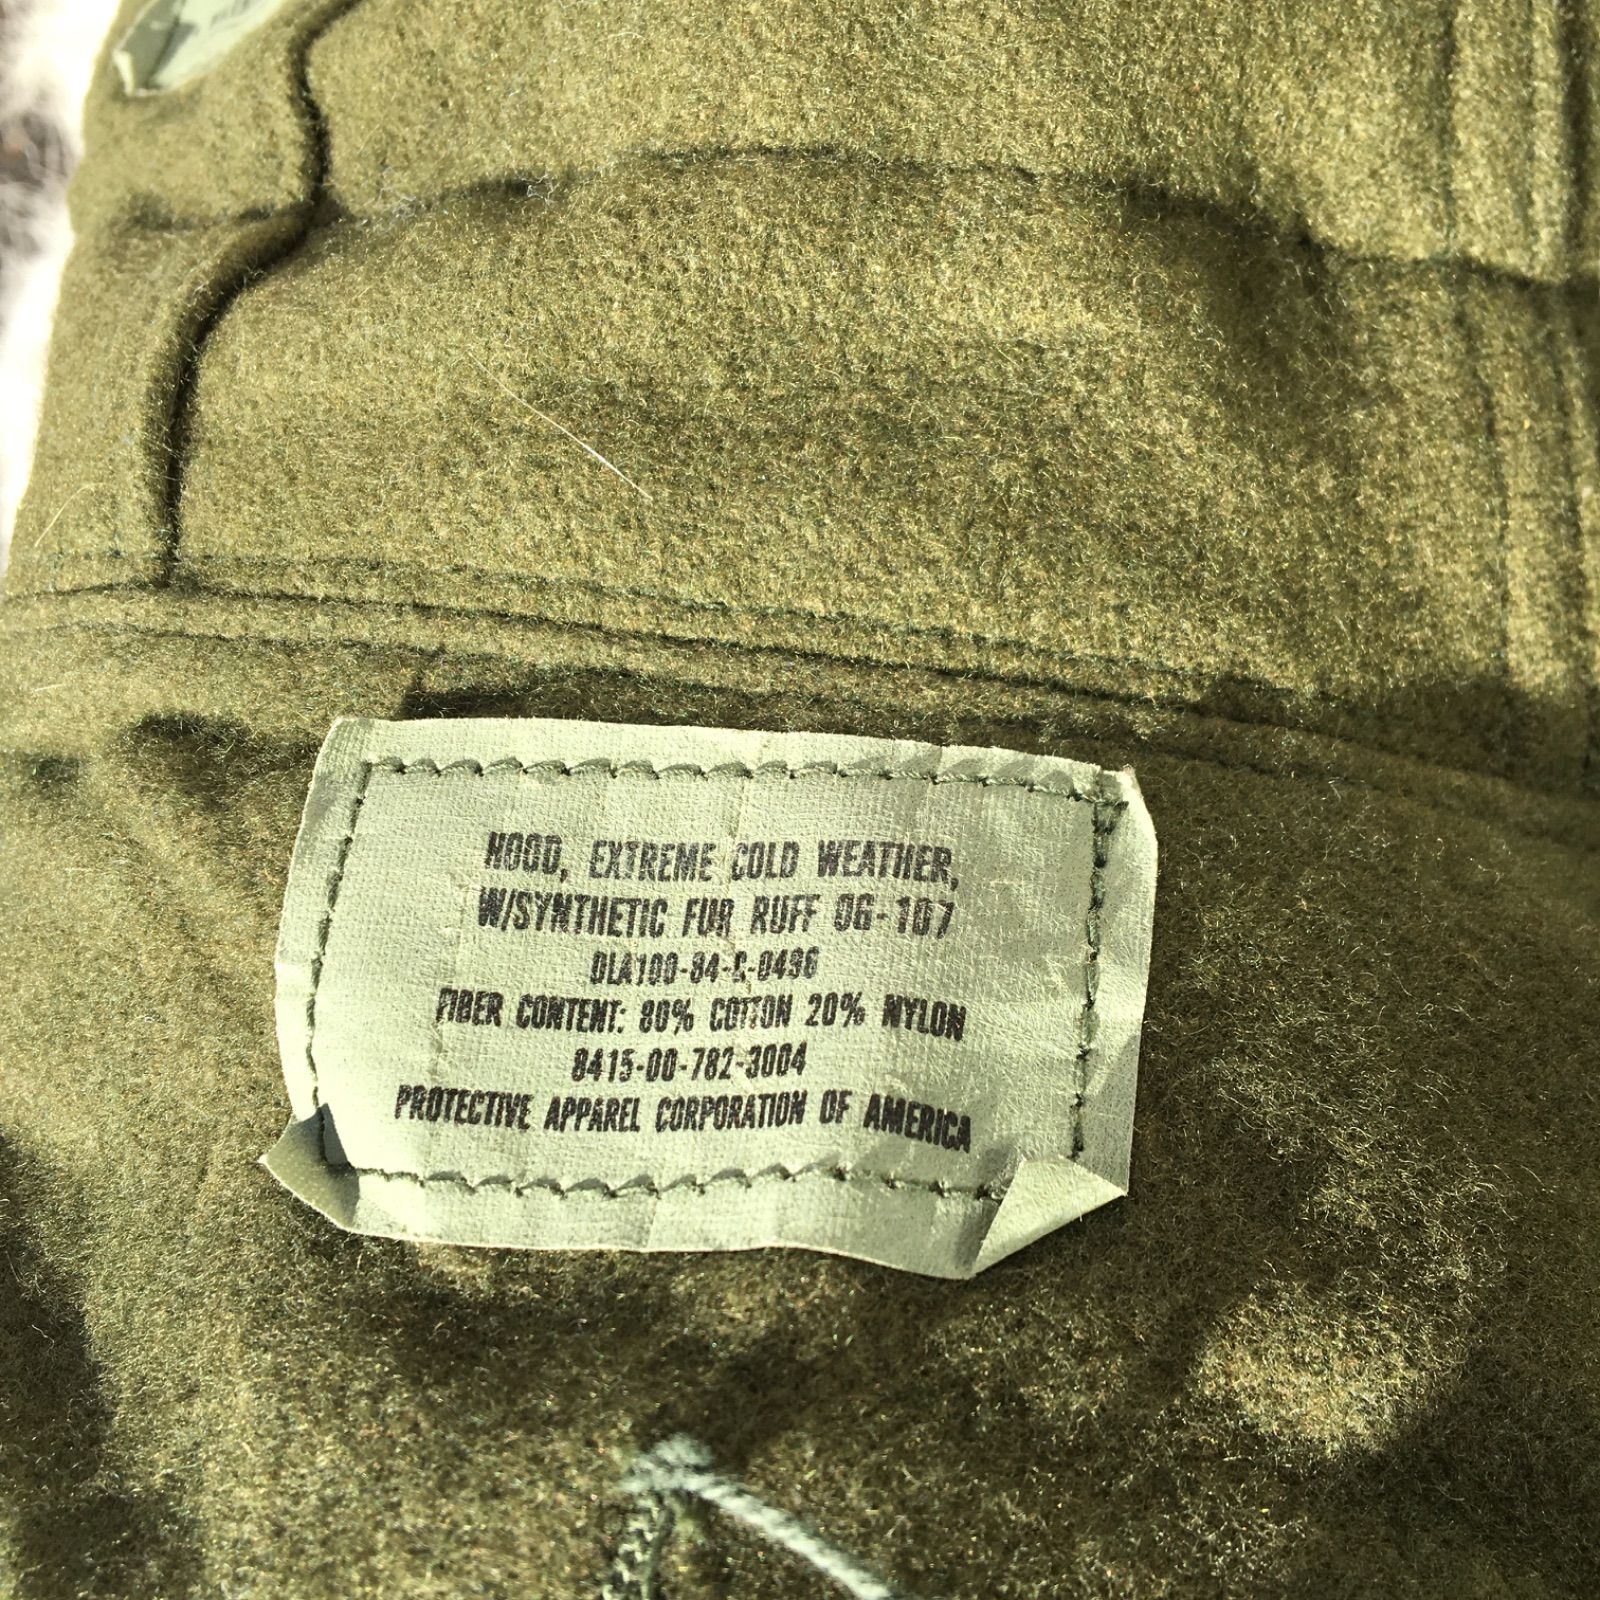 HOOD, EXTREME COLD WEATHER,
W/SYNTHETIC FUR RUFF OG-107
DLA100-84-C-0496
FIBER CONTENT: 80% COTTON 20% NYLON
8415-00-782-3004
PROTECTIVE APPAREL CORPORATION OF AMERICA